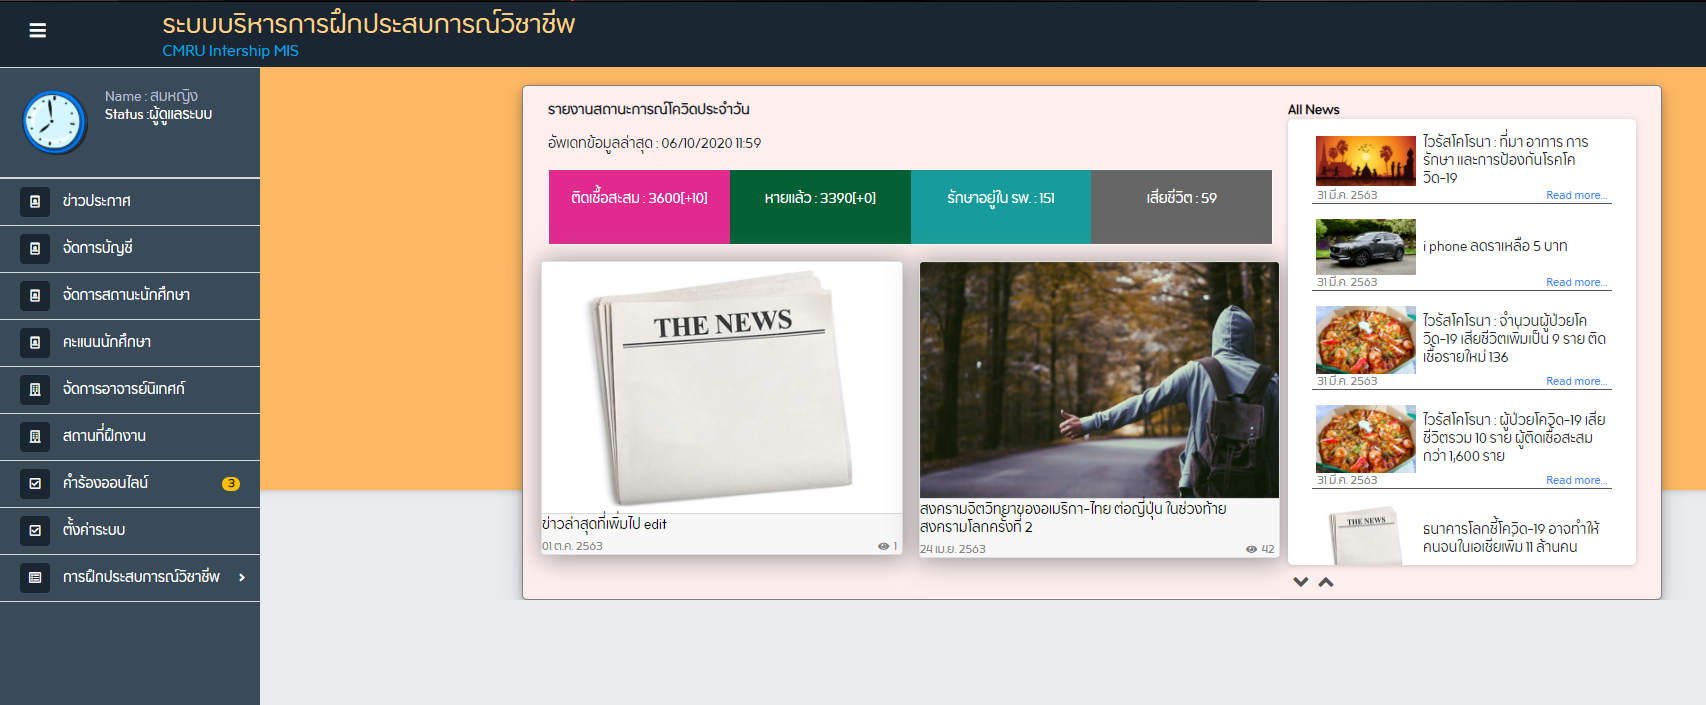 ระบบบริหารการฝึกประสบการณ์วิชาชีพ
CMRU Intership MIS
Name : สมหญิง
Status :ผู้ดูแลระบบ
ข่าวประกาศ
จัดการบัญชี
จัดการสถานะนักศึกษา
คะแนนนักศึกษา
จัดการอาจารย์นิเทศก์
สถานที่ฝึกงาน
คำร้องออนไลน์ 3
ตั้งค่าระบบ
การฝึกประสบการณ์วิชาชีพ
รายงานสถานะการณ์โควิดประจำวัน
อัพเดทข้อมูลล่าสุด : 06/10/2020 11:59
ติดเชื้อสะสม : 3600[+10]
หายแล้ว : 3390[+0]
รักษาอยู่ใน รพ. : 151
เสียชีวิต : 59
THE NEWS
ข่าวล่าสุดที่เพิ่มไป edit
01 ต.ค. 2563 1
สงครามจิตวิทยาของอเมริกา-ไทย ต่อญี่ปุ่น ในช่วงท้าย
สงครามโลกครั้งที่ 2
24 เม.ย. 2563 42
All News
ไวรัสโคโรนา : ที่มา อาการ การ
รักษา และการป้องกันโรคโค
วิด-19
31 มี.ค. 2563 Read more...
i phone ลดราเหลือ 5 บาท
31 มี.ค. 2563 Read more...
ไวรัสโคโรนา : จำนวนผู้ป่วยโค
วิด-19 เสียชีวิตเพิ่มเป็น 9 ราย ติด
เชื้อรายใหม่ 136
31 มี.ค. 2563 Read more...
ไวรัสโคโรนา : ผู้ป่วยโควิด-19 เสีย
ชีวิตรวม 10 ราย ผู้ติดเชื้อสะสม
กว่า 1,600 ราย
31 มี.ค. 2563 Read more...
THE NEWS
ธนาคารโลกชี้โควิด-19 อาจทำให้
คนจนในเอเชียเพิ่ม 11 ล้านคน